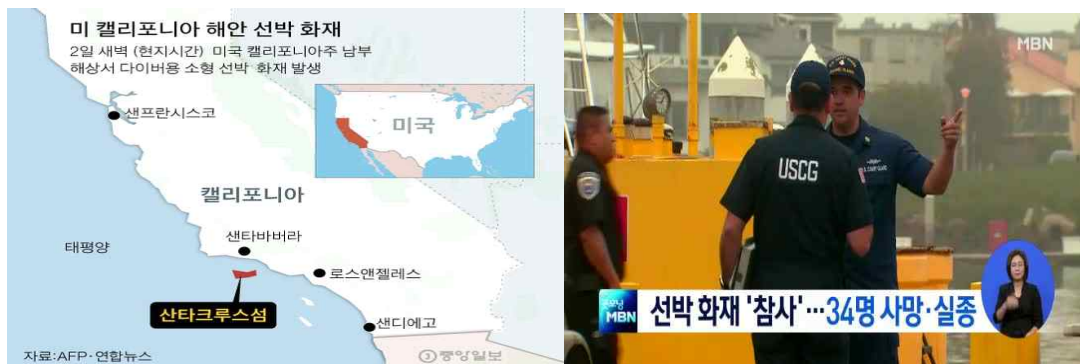 미 캘리포니아 해안 선박 화재
2일 새벽 (현지시간) 미국 캘리포니아주 남부
해상서 다이버용 소형 선박 화재 발생
샌프란시스코
미국
캘리포니아
태평양
샌타바버라
로스앤젤레스
산타크루스섬
샌디에고
자료:AFP·연합뉴스
중앙일보
MBN
USCG
U.S. COAST GUARD
굿모닝
MBN
선박 화재 '참사'…34명 사망·실종